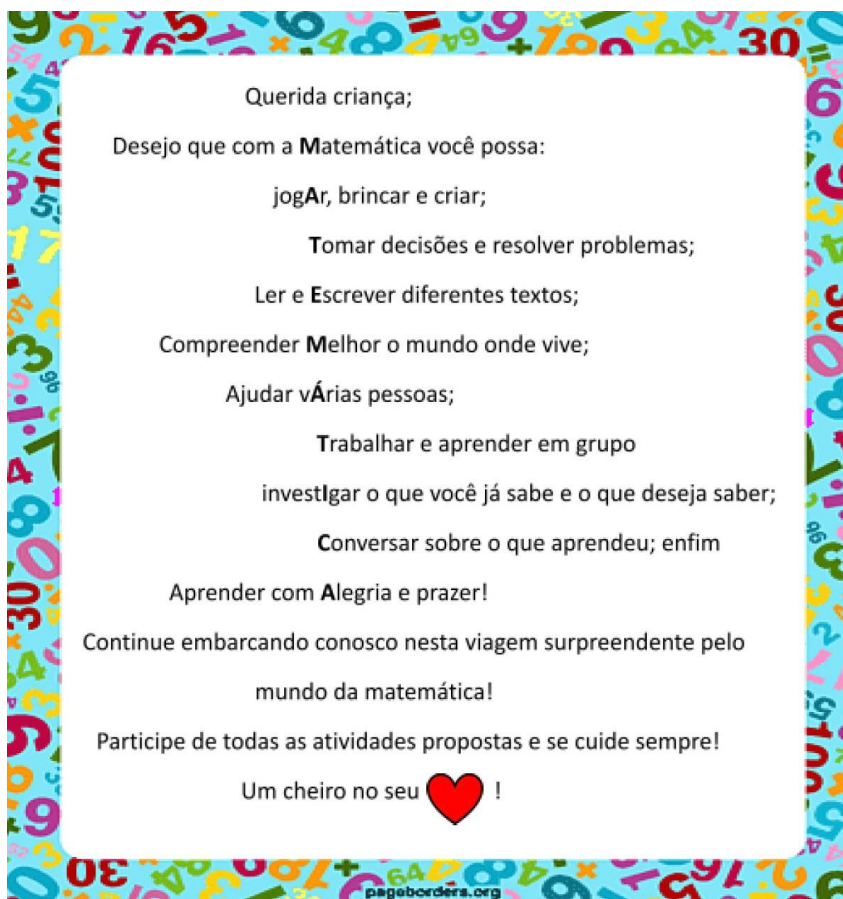 Querida criança;
Desejo que com a Matemática você possa:
jogAr, brincar e criar;
Tomar decisões e resolver problemas;
Ler e Escrever diferentes textos;
Compreender Melhor o mundo onde vive;
Ajudar vÁrias pessoas;
Trabalhar e aprender em grupo
investIgar o que você já sabe e o que deseja saber;
Conversar sobre o que aprendeu; enfim
Aprender com Alegria e prazer!
Continue embarcando conosco nesta viagem surpreendente pelo
mundo da matemática!
Participe de todas as atividades propostas e se cuide sempre!
Um cheiro no seu !
pageborders.org